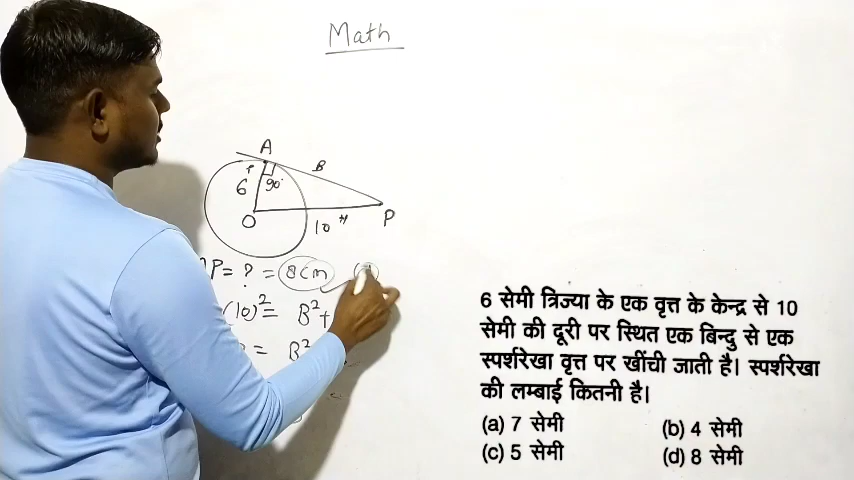 Math
A
P B
6 90°
O 10 H P
P = ? = 8cm
(10)² = B² +
= B²
6 सेमी त्रिज्या के एक वृत्त के केन्द्र से 10
सेमी की दूरी पर स्थित एक बिन्दु से एक
स्पर्शरेखा वृत्त पर खींची जाती है। स्पर्शरेखा
की लम्बाई कितनी है।
(a) 7 सेमी (b) 4 सेमी
(c) 5 सेमी (d) 8 सेमी